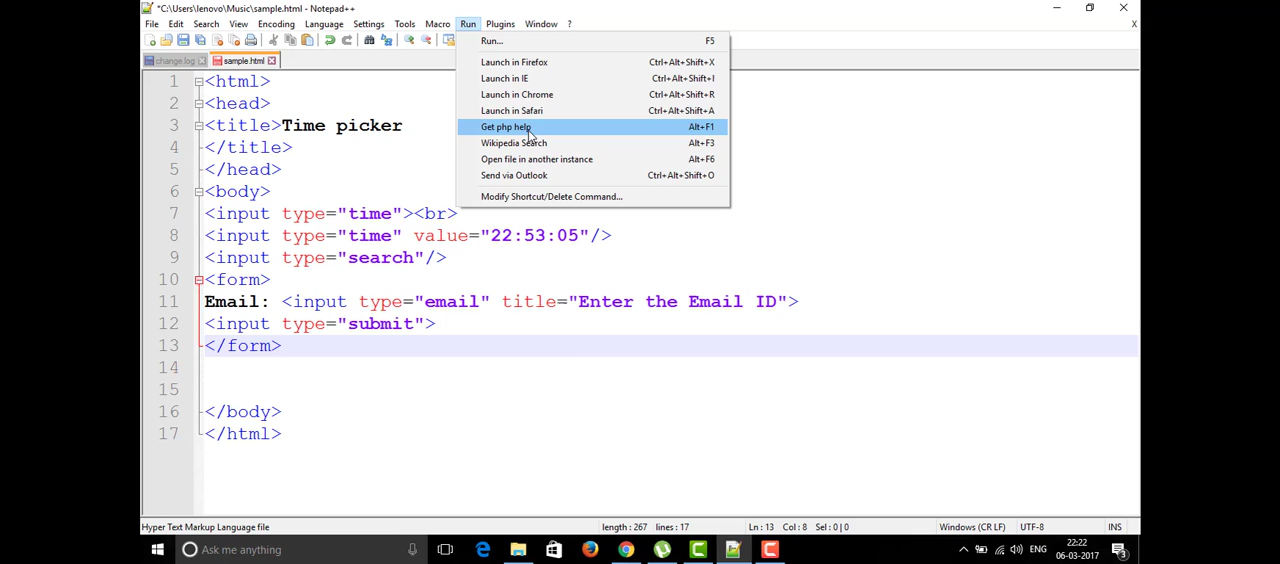 *C:\Users\lenovo\Music\sample.html - Notepad++
File Edit Search View Encoding Language Settings Tools Macro Run Plugins Window ? X
change.log sample.html
Run... F5
Launch in Firefox Ctrl+Alt+Shift+X
Launch in IE Ctrl+Alt+Shift+I
Launch in Chrome Ctrl+Alt+Shift+R
Launch in Safari Ctrl+Alt+Shift+A
Get php help Alt+F1
Wikipedia Search Alt+F3
Open file in another instance Alt+F6
Send via Outlook Ctrl+Alt+Shift+O
Modify Shortcut/Delete Command...
1 <html>
2 <head>
3 <title>Time picker
4 </title>
5 </head>
6 <body>
7 <input type="time"><br>
8 <input type="time" value="22:53:05"/>
9 <input type="search"/>
10 <form>
11 Email: <input type="email" title="Enter the Email ID">
12 <input type="submit">
13 </form>
14
15
16 </body>
17 </html>
Hyper Text Markup Language file length : 267 lines : 17 Ln : 13 Col : 8 Sel : 0 | 0 Windows (CR LF) UTF-8 INS
Ask me anything ENG 22:22
06-03-2017 3